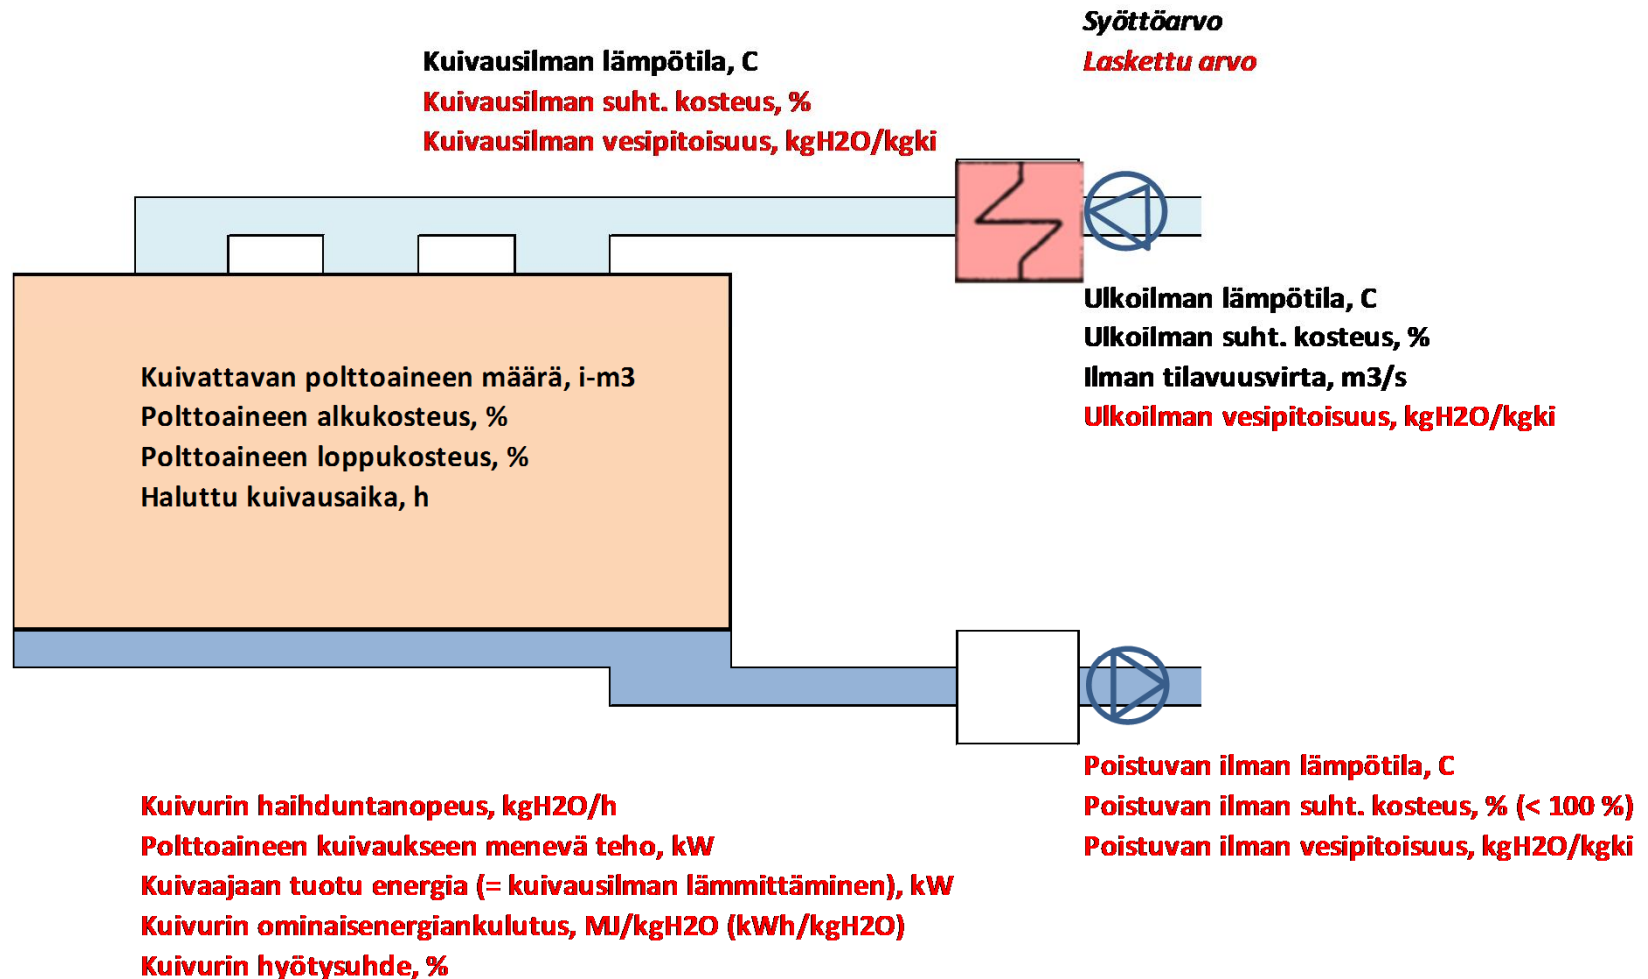 Syöttöarvo
Laskettu arvo
Kuivausilman lämpötila, C
Kuivausilman suht. kosteus, %
Kuivausilman vesipitoisuus, kgH2O/kgki
Ulkoilman lämpötila, C
Ulkoilman suht. kosteus, %
Ilman tilavuusvirta, m3/s
Ulkoilman vesipitoisuus, kgH2O/kgki
Kuivattavan polttoaineen määrä, i-m3
Polttoaineen alkukosteus, %
Polttoaineen loppukosteus, %
Haluttu kuivausaika, h
Poistuvan ilman lämpötila, C
Poistuvan ilman suht. kosteus, % (< 100 %)
Poistuvan ilman vesipitoisuus, kgH2O/kgki
Kuivurin haihduntanopeus, kgH2O/h
Polttoaineen kuivaukseen menevä teho, kW
Kuivaajaan tuotu energia (= kuivausilman lämmittäminen), kW
Kuivurin ominaisenergiankulutus, MJ/kgH2O (kWh/kgH2O)
Kuivurin hyötysuhde, %